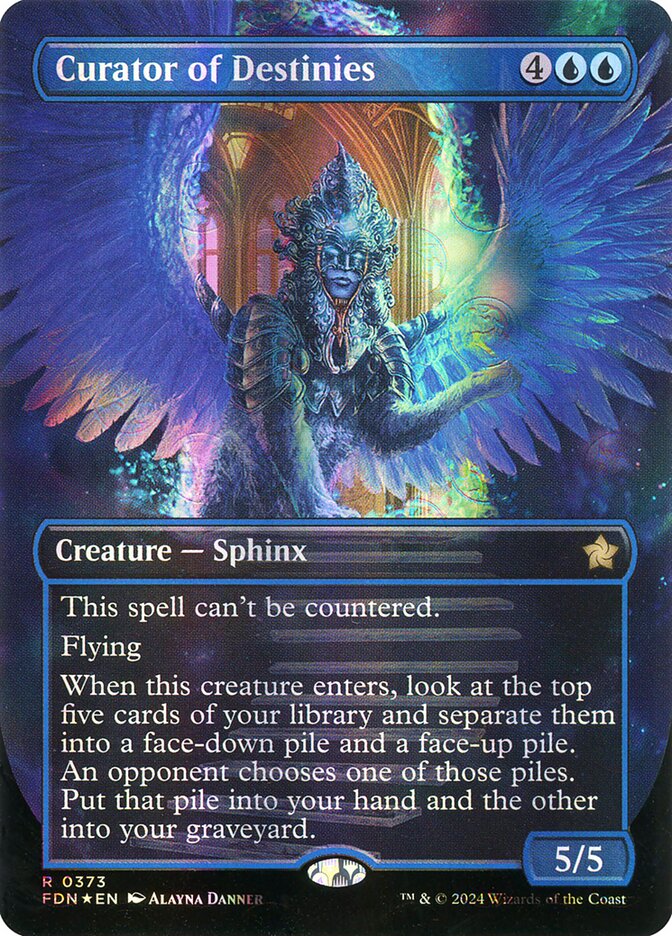 Curator of Destinies 4
Creature — Sphinx
This spell can't be countered.
Flying
When this creature enters, look at the top
five cards of your library and separate them
into a face-down pile and a face-up pile.
An opponent chooses one of those piles.
Put that pile into your hand and the other
into your graveyard.
5/5
R 0373
FDN★EN Alayna Danner ™ & © 2024 Wizards of the Coast